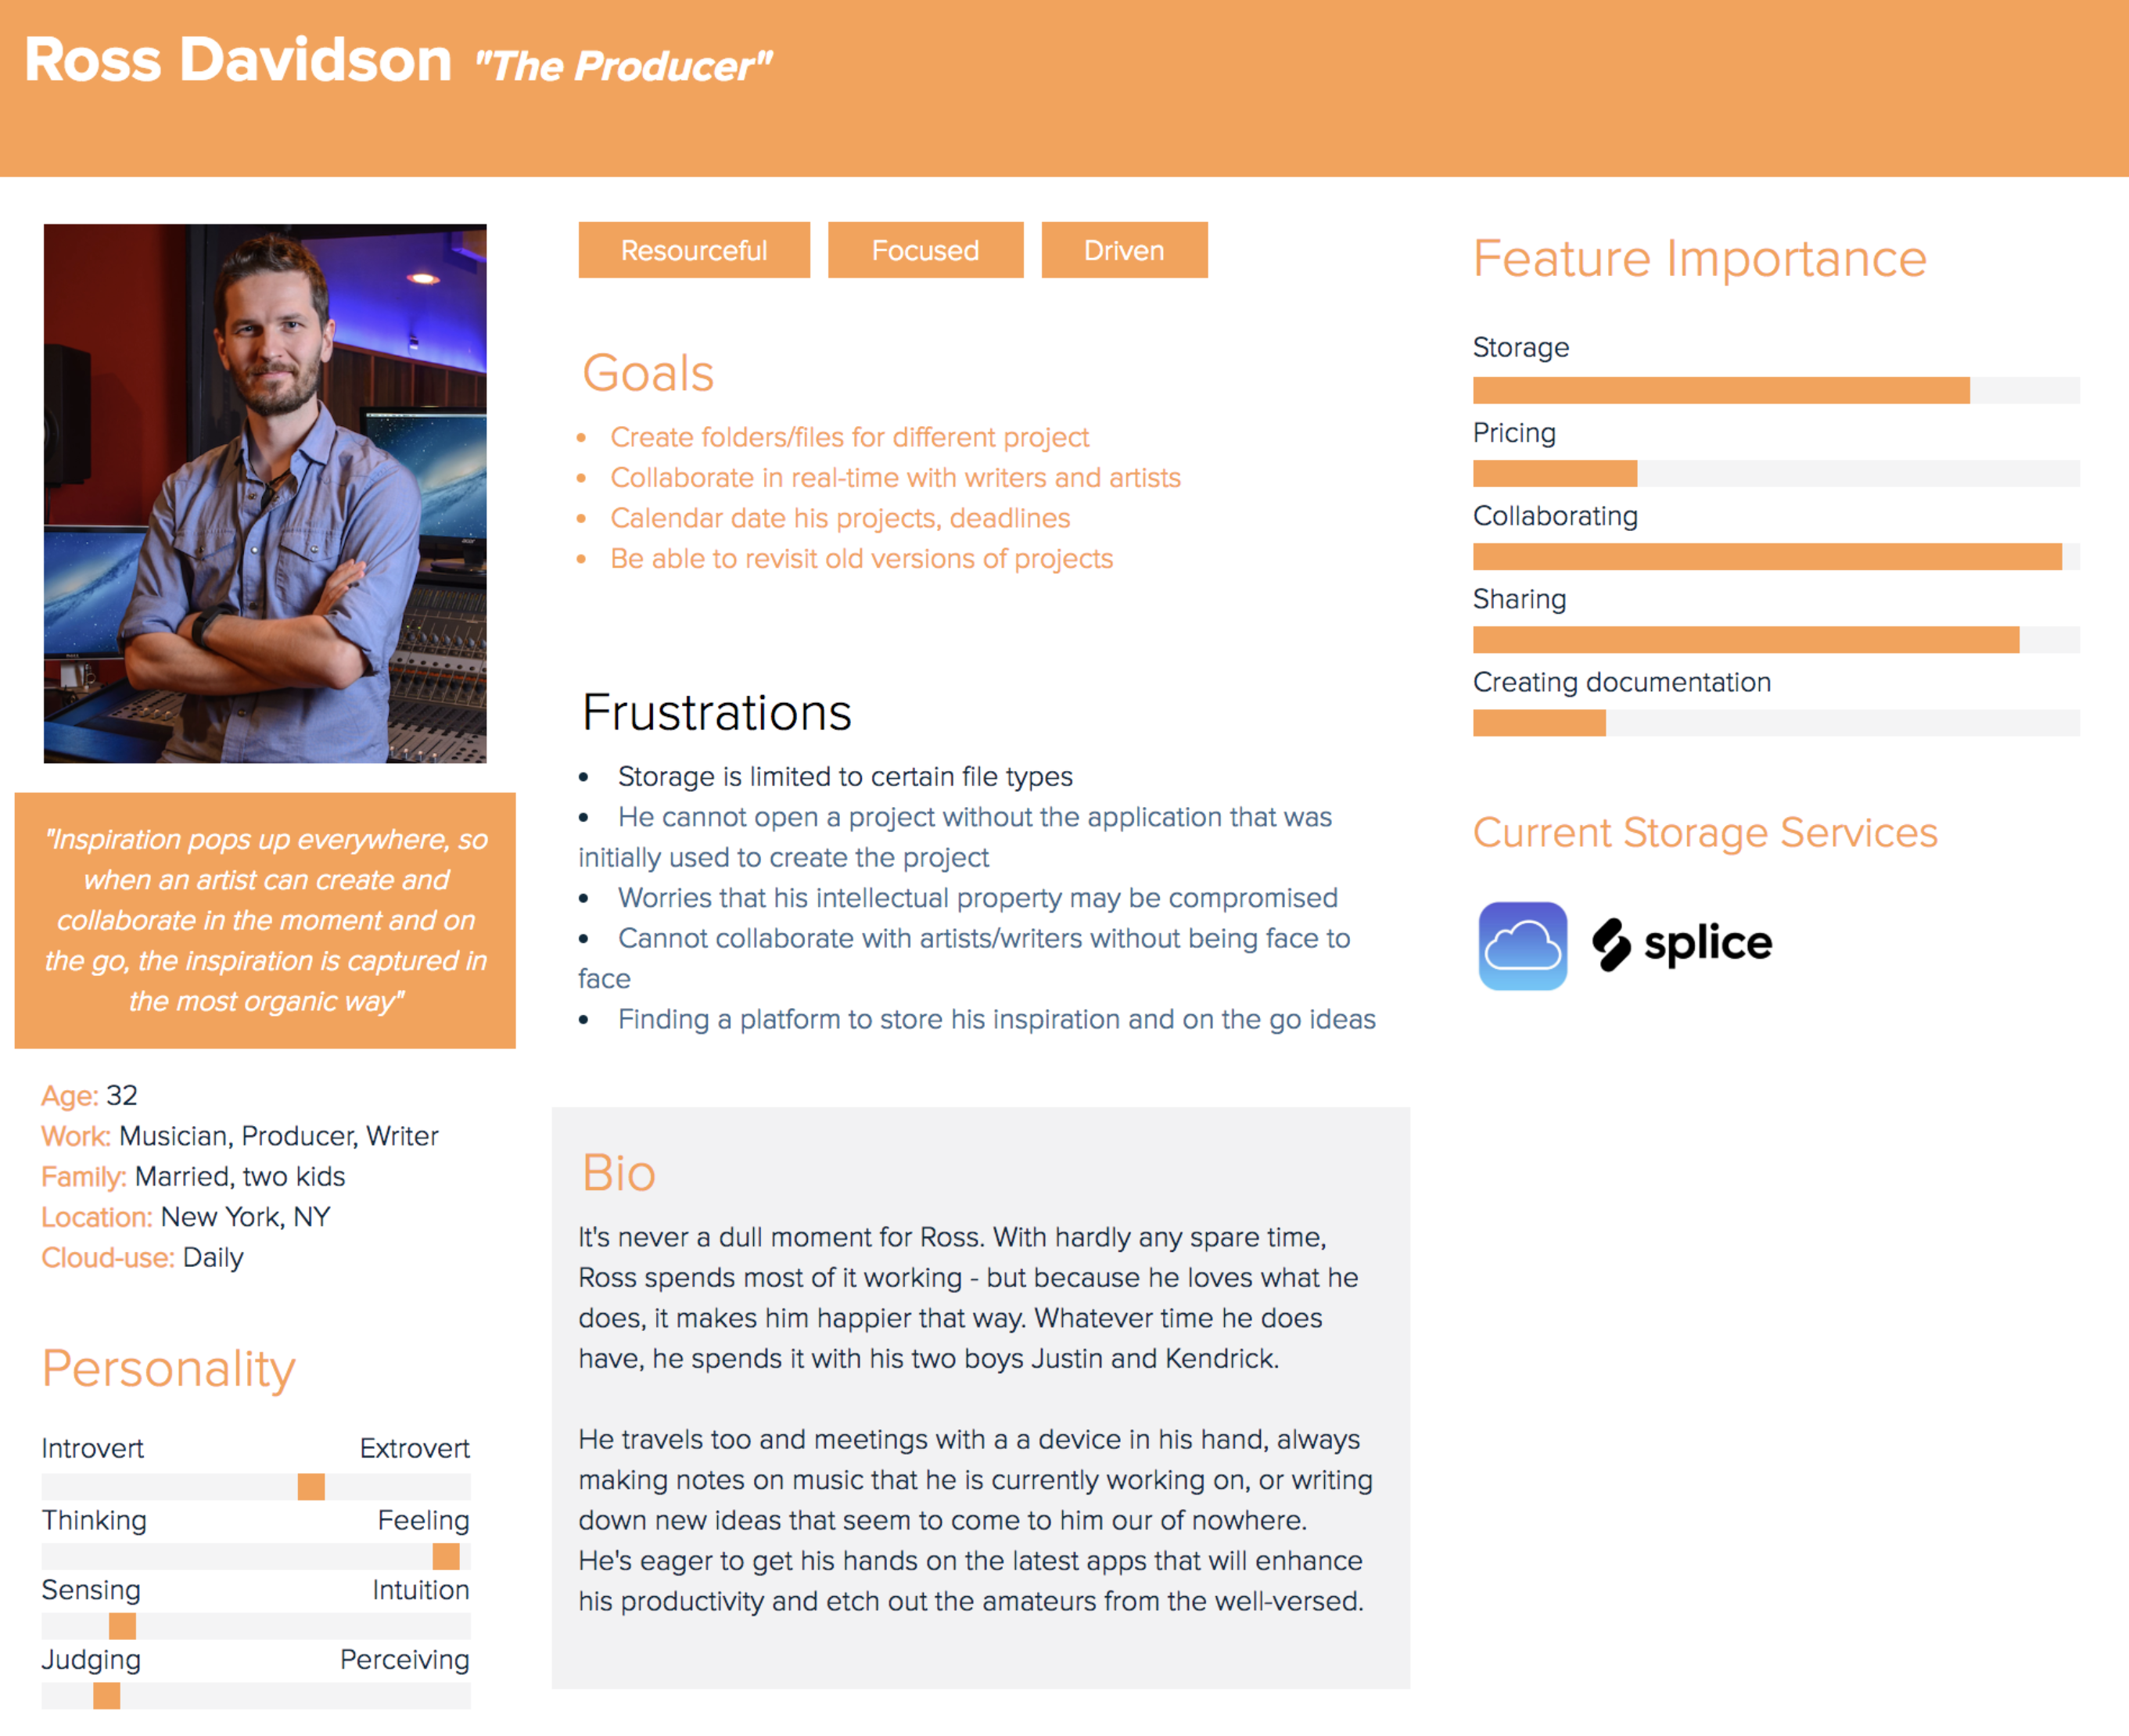 Ross Davidson "The Producer"
"Inspiration pops up everywhere, so
when an artist can create and
collaborate in the moment and on
the go, the inspiration is captured in
the most organic way"
Age: 32
Work: Musician, Producer, Writer
Family: Married, two kids
Location: New York, NY
Cloud-use: Daily
Personality
Introvert Extrovert
Thinking Feeling
Sensing Intuition
Judging Perceiving
Resourceful Focused Driven
Goals
• Create folders/files for different project
• Collaborate in real-time with writers and artists
• Calendar date his projects, deadlines
• Be able to revisit old versions of projects
Frustrations
• Storage is limited to certain file types
• He cannot open a project without the application that was
initially used to create the project
• Worries that his intellectual property may be compromised
• Cannot collaborate with artists/writers without being face to
face
• Finding a platform to store his inspiration and on the go ideas
Bio
It's never a dull moment for Ross. With hardly any spare time,
Ross spends most of it working - but because he loves what he
does, it makes him happier that way. Whatever time he does
have, he spends it with his two boys Justin and Kendrick.
He travels too and meetings with a a device in his hand, always
making notes on music that he is currently working on, or writing
down new ideas that seem to come to him our of nowhere.
He's eager to get his hands on the latest apps that will enhance
his productivity and etch out the amateurs from the well-versed.
Feature Importance
Storage
Pricing
Collaborating
Sharing
Creating documentation
Current Storage Services
splice